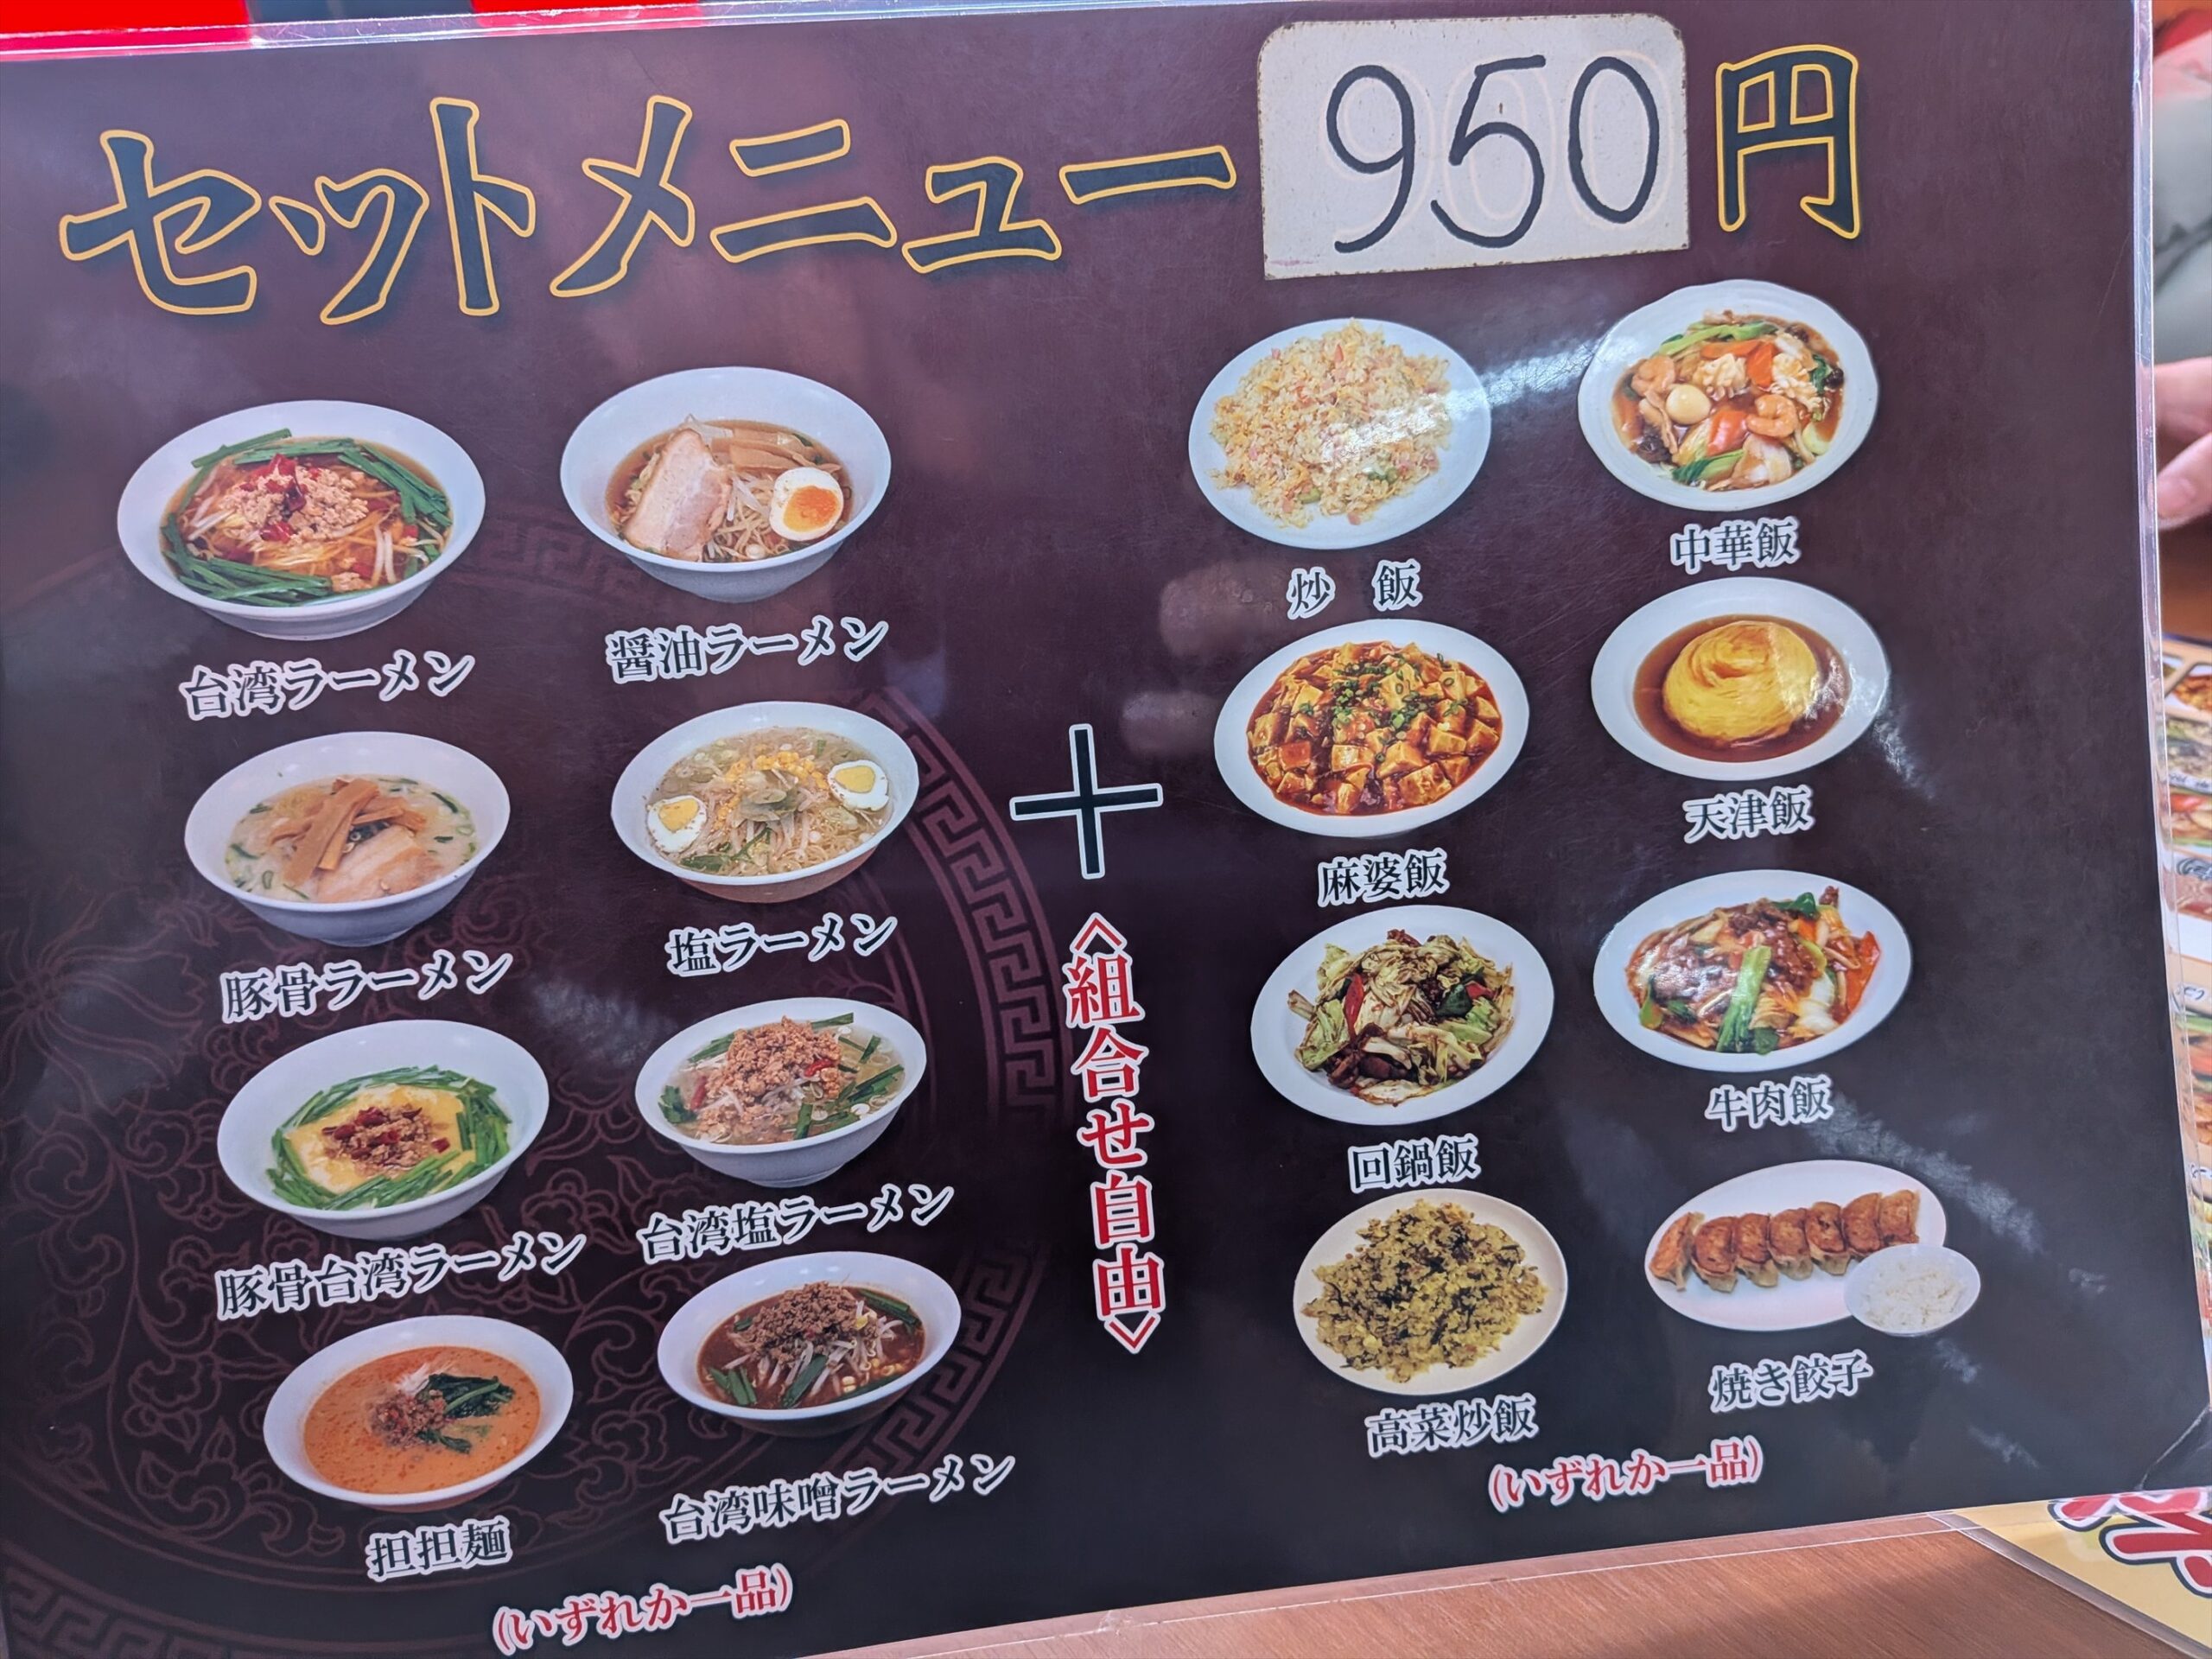 セットメニュー 950 円
台湾ラーメン
醤油ラーメン
豚骨ラーメン
塩ラーメン
豚骨台湾ラーメン
台湾塩ラーメン
担担麺
台湾味噌ラーメン
(いずれか一品)
＋
〈組合せ自由〉
炒 飯
中華飯
麻婆飯
天津飯
回鍋飯
牛肉飯
高菜炒飯
焼き餃子
(いずれか一品)